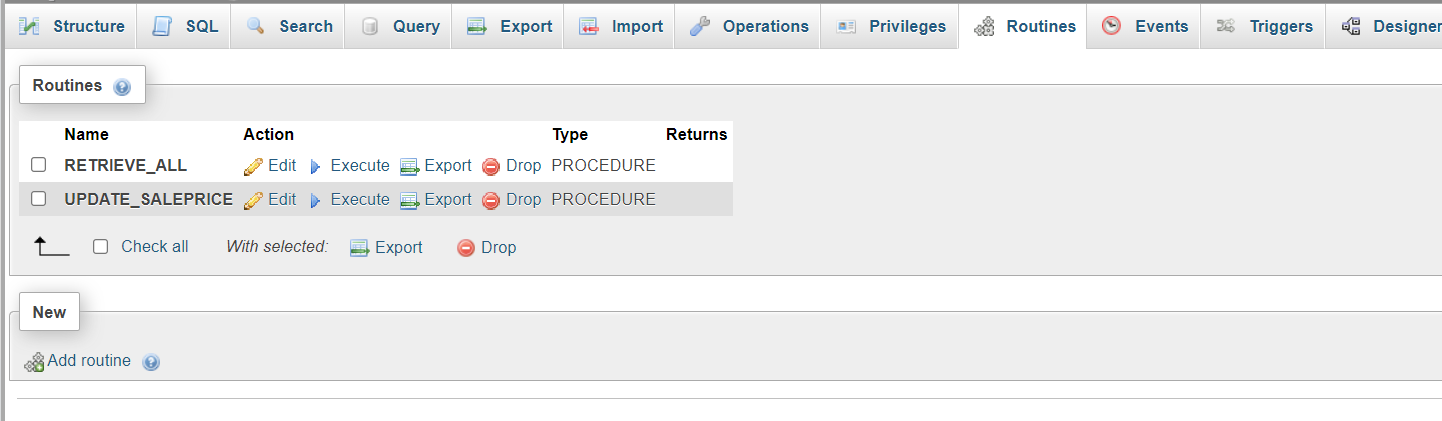 Structure SQL Search Query Export Import Operations Privileges Routines Events Triggers Designer
Routines
Name Action Type Returns
RETRIEVE_ALL Edit Execute Export Drop PROCEDURE
UPDATE_SALEPRICE Edit Execute Export Drop PROCEDURE
Check all With selected: Export Drop
New
Add routine